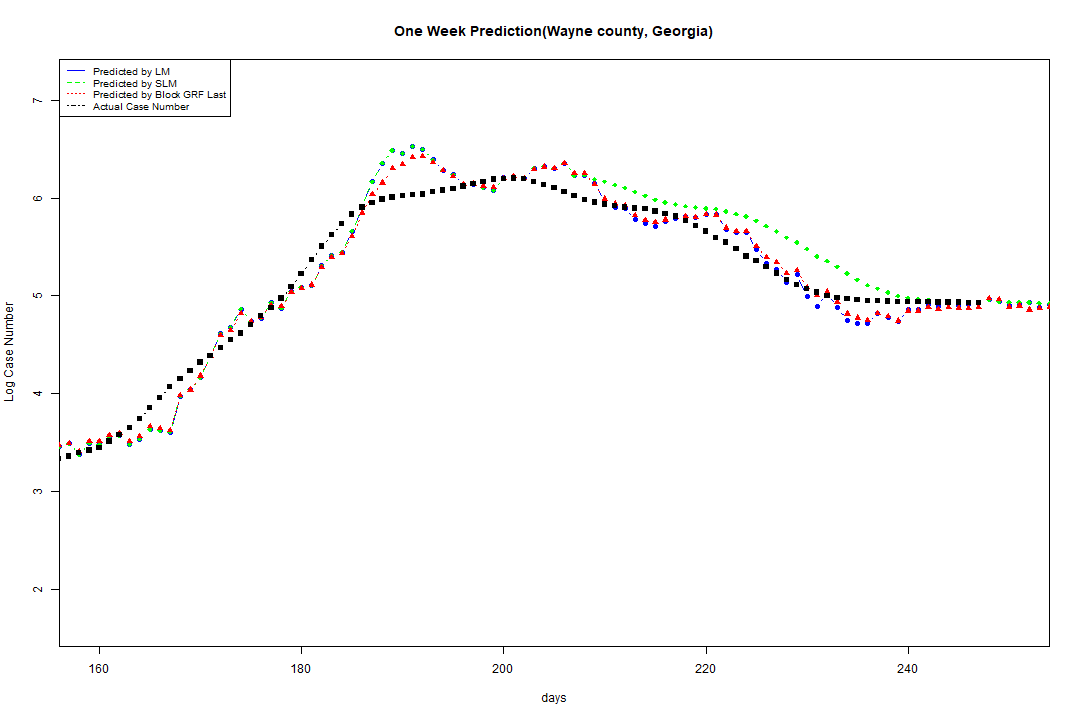 One Week Prediction(Wayne county, Georgia)
Predicted by LM
Predicted by SLM
Predicted by Block GRF Last
Actual Case Number
7
6
5
4
3
2
Log Case Number
160 180 200 220 240
days